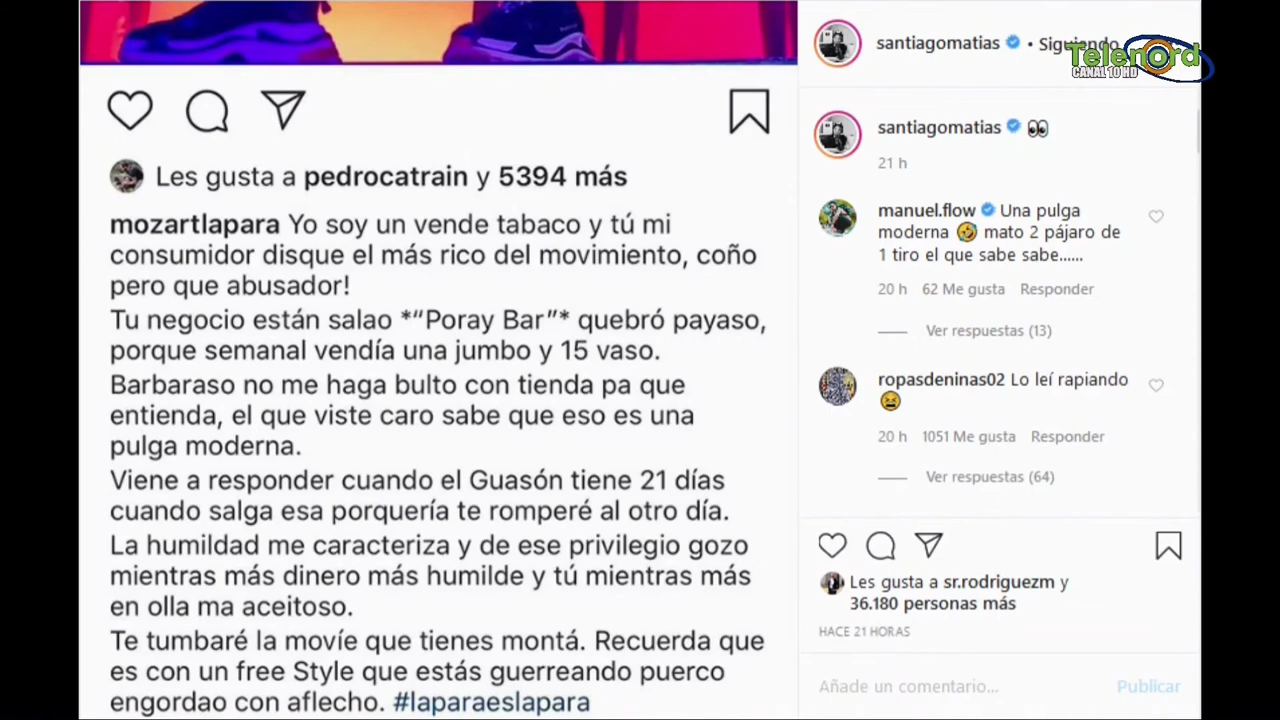 Les gusta a pedrocatrain y 5394 más
mozartlapara Yo soy un vende tabaco y tú mi
consumidor disque el más rico del movimiento, coño
pero que abusador!
Tu negocio están salao *“Poray Bar”* quebró payaso,
porque semanal vendía una jumbo y 15 vaso.
Barbaraso no me haga bulto con tienda pa que
entienda, el que viste caro sabe que eso es una
pulga moderna.
Viene a responder cuando el Guasón tiene 21 días
cuando salga esa porquería te romperé al otro día.
La humildad me caracteriza y de ese privilegio gozo
mientras más dinero más humilde y tú mientras más
en olla ma aceitoso.
Te tumbaré la movíe que tienes montá. Recuerda que
es con un free Style que estás guerreando puerco
engordao con aflecho. #laparaeslapara
santiagomatias • Siguiendo
Telenord
CANAL 10 HD
santiagomatias 👀
21 h
manuel.flow Una pulga
moderna 🤣 mato 2 pájaro de
1 tiro el que sabe sabe......
20 h 62 Me gusta Responder
Ver respuestas (13)
ropasdeninas02 Lo leí rapiando
😫
20 h 1051 Me gusta Responder
Ver respuestas (64)
Les gusta a sr.rodriguezm y
36.180 personas más
HACE 21 HORAS
Añade un comentario...
Publicar